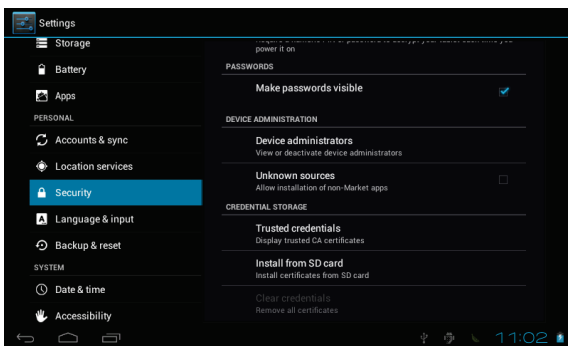 Settings
Storage
Battery
Apps
PERSONAL
Accounts & sync
Location services
Security
Language & input
A
Backup & reset
SYSTEM
Date & time
Accessibility
power it on
PASSWORDS
Make passwords visible
DEVICE ADMINISTRATION
Device administrators
View or deactivate device administrators
Unknown sources
Allow installation of non-Market apps
CREDENTIAL STORAGE
Trusted credentials
Display trusted CA certificates
Install from SD card
Install certificates from SD card
Clear credentials
Remove all certificates
11:02